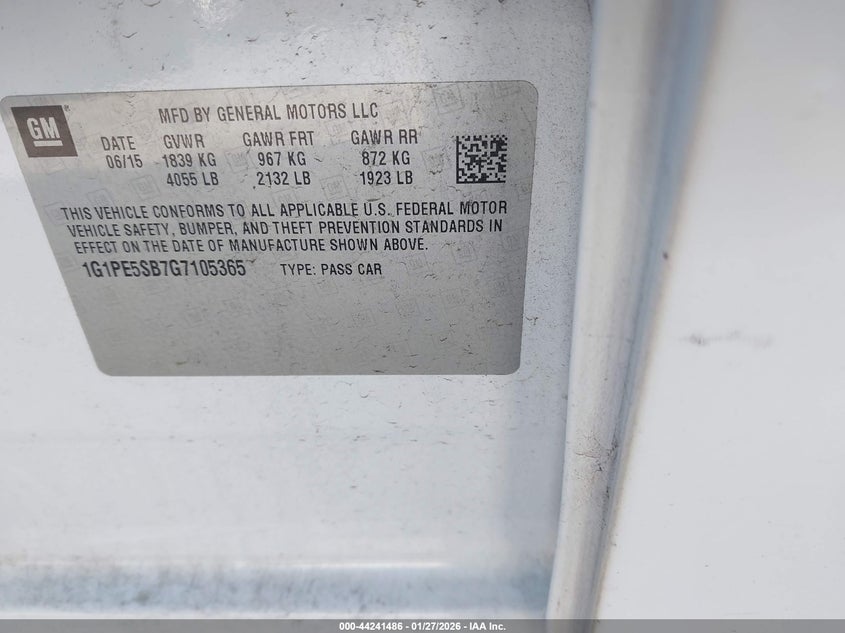 GM
MFD BY GENERAL MOTORS LLC
DATE GVWR GAWR FRT GAWR RR
06/15 1839 KG 967 KG 872 KG
4055 LB 2132 LB 1923 LB
THIS VEHICLE CONFORMS TO ALL APPLICABLE U.S. FEDERAL MOTOR
VEHICLE SAFETY, BUMPER, AND THEFT PREVENTION STANDARDS IN
EFFECT ON THE DATE OF MANUFACTURE SHOWN ABOVE.
1G1PE5SB7G7105365 TYPE: PASS CAR
000-44241486 - 01/27/2026 - IAA Inc.